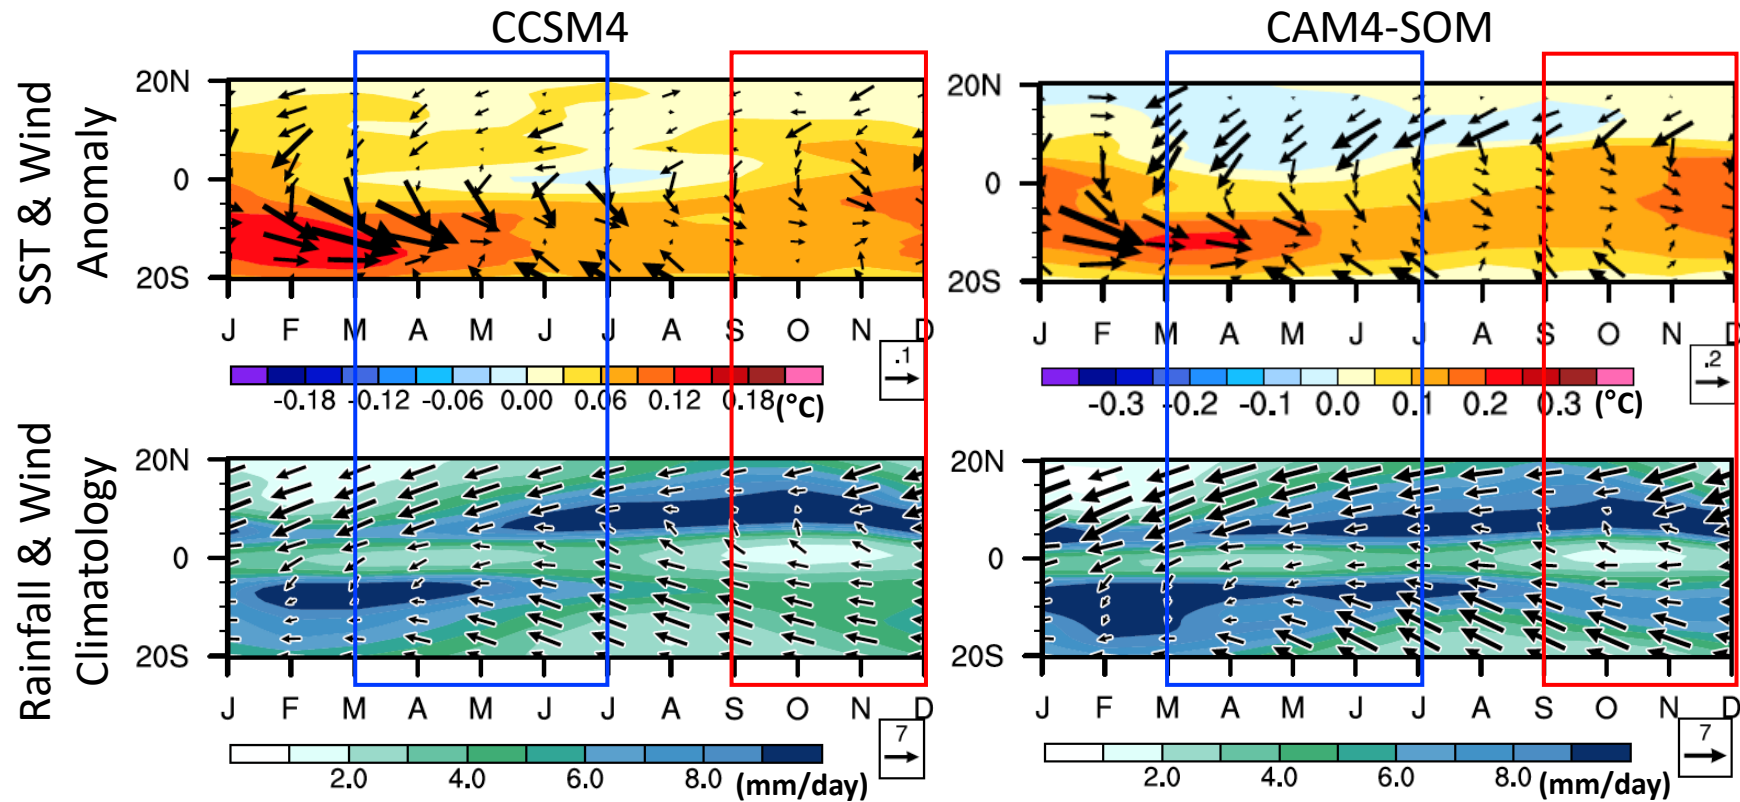 CCSM4
CAM4-SOM
SST & Wind
Anomaly
20N
0
20S
J F M A M J J A S O N D
.1
-0.18 -0.12 -0.06 0.00 0.06 0.12 0.18 (°C)
20N
0
20S
J F M A M J J A S O N D
.2
-0.3 -0.2 -0.1 0.0 0.1 0.2 0.3 (°C)
Rainfall & Wind
Climatology
20N
0
20S
J F M A M J J A S O N D
7
2.0 4.0 6.0 8.0 (mm/day)
20N
0
20S
J F M A M J J A S O N D
7
2.0 4.0 6.0 8.0 (mm/day)